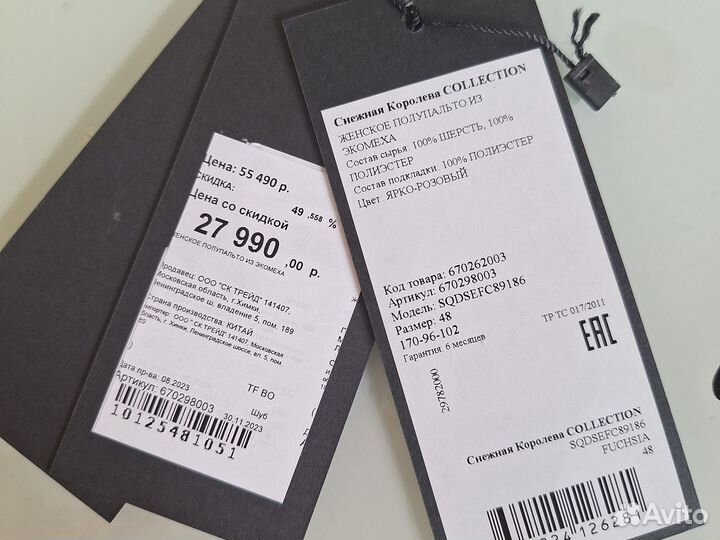 Цена: 55 490 р.
СКИДКА: 49 ,558 %
Цена со скидкой
27 990 ,00 р.
ЖЕНСКОЕ ПОЛУПАЛЬТО ИЗ ЭКОМЕХА
Продавец: ООО "СК ТРЕЙД" 141407,
Московская область, г.Химки,
Ленинградское ш, владение 5, пом. 189
Страна производства: КИТАЙ
Импортер: ООО "СК ТРЕЙД" 141407, Московская
область, г. Химки, Ленинградское шоссе, вл. 5, пом
189
Дата пр-ва: 08.2023 TF BO
Артикул: 670298003 30.11.2023 Шуб
10125481051
Снежная Королева COLLECTION
ЖЕНСКОЕ ПОЛУПАЛЬТО ИЗ
ЭКОМЕХА
Состав сырья: 100% ШЕРСТЬ, 100%
ПОЛИЭСТЕР
Состав подкладки: 100% ПОЛИЭСТЕР
Цвет: ЯРКО-РОЗОВЫЙ
Код товара: 670262003
Артикул: 670298003
Модель: SQDSEFC89186
Размер: 48
170-96-102
Гарантия: 6 месяцев
ТР ТС 017/2011
EAC
29782000
Снежная Королева COLLECTION
SQDSEFC89186
FUCHSIA
48
Avito